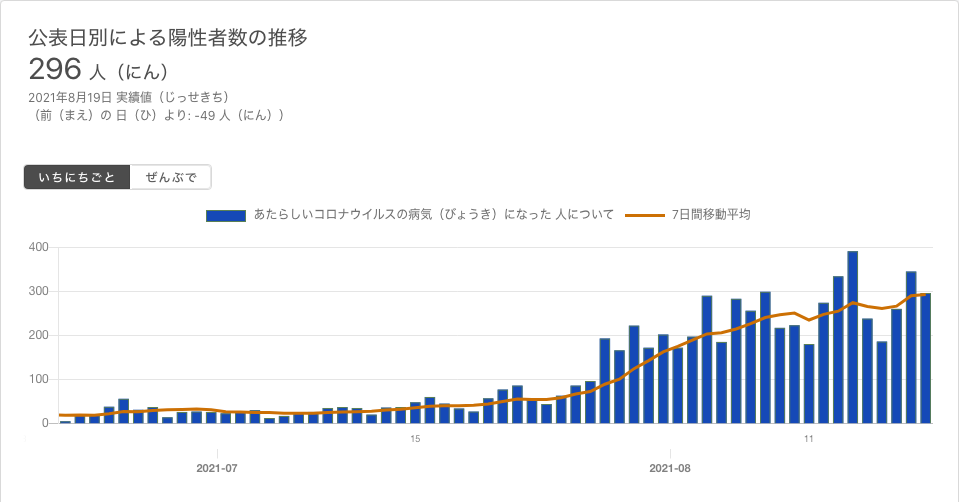 公表日別による陽性者数の推移
296 人（にん）
2021年8月19日 実績値（じっせきち）
（前（まえ）の 日（ひ）より: -49 人（にん））
いちにちごと ぜんぶで
あたらしいコロナウイルスの病気（びょうき）になった 人について 7日間移動平均
400
300
200
100
0
15 11
2021-07 2021-08